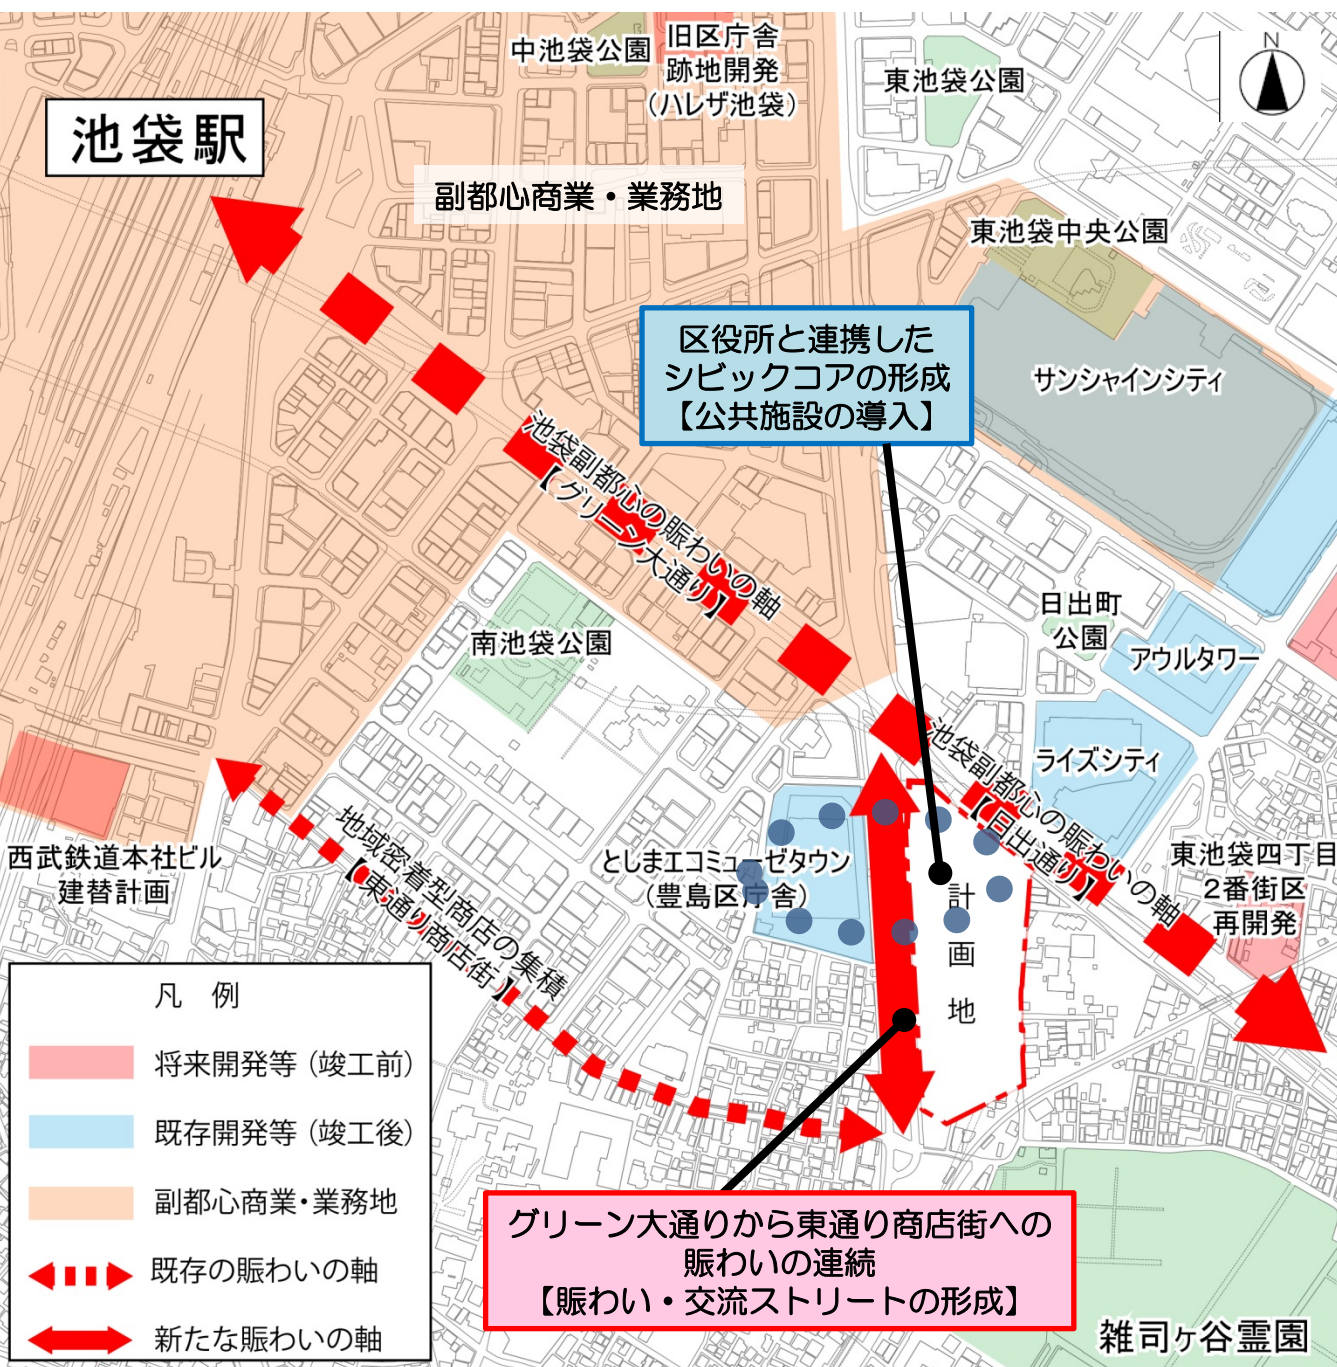 中池袋公園
旧区庁舎
跡地開発
（ハレザ池袋）
東池袋公園
N
池袋駅
副都心商業・業務地
東池袋中央公園
区役所と連携した
シビックコアの形成
【公共施設の導入】
サンシャインシティ
池袋副都心の賑わいの軸
【グリーン大通り】
日出町
公園
アウルタワー
南池袋公園
池袋副都心の賑わいの軸
【日出通り】
ライズシティ
西武鉄道本社ビル
建替計画
地域密着型商店の集積
【東通り商店街】
としまエコミューゼタウン
（豊島区庁舎）
計画地
東池袋四丁目
2番街区
再開発
凡　例
将来開発等（竣工前）
既存開発等（竣工後）
副都心商業・業務地
既存の賑わいの軸
新たな賑わいの軸
グリーン大通りから東通り商店街への
賑わいの連続
【賑わい・交流ストリートの形成】
雑司ヶ谷霊園